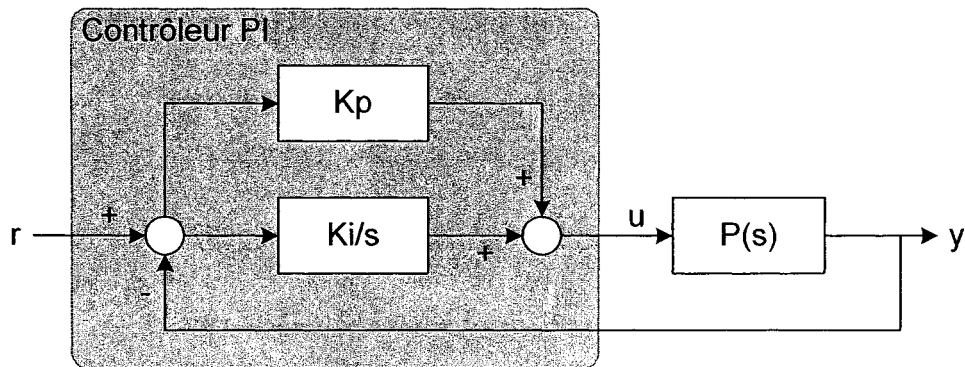 Contrôleur PI
Kp
+
+
r
Ki/s
+
u
P(s)
y
-